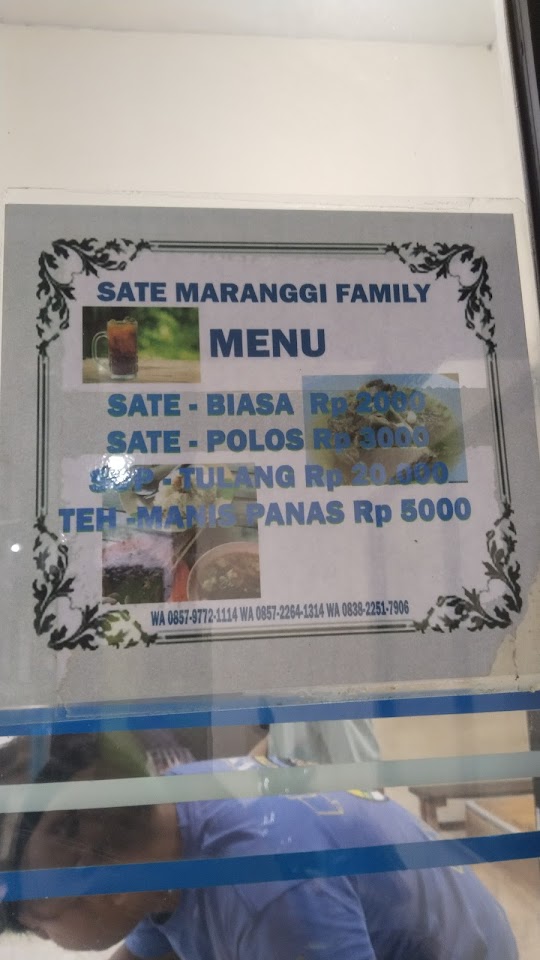 SATE MARANGGI FAMILY
MENU
SATE - BIASA Rp 2000
SATE - POLOS Rp 3000
SOP - TULANG Rp 20.000
TEH -MANIS PANAS Rp 5000
WA 0857-9772-1114 WA 0857-2264-1314 WA 0838-2251-7906